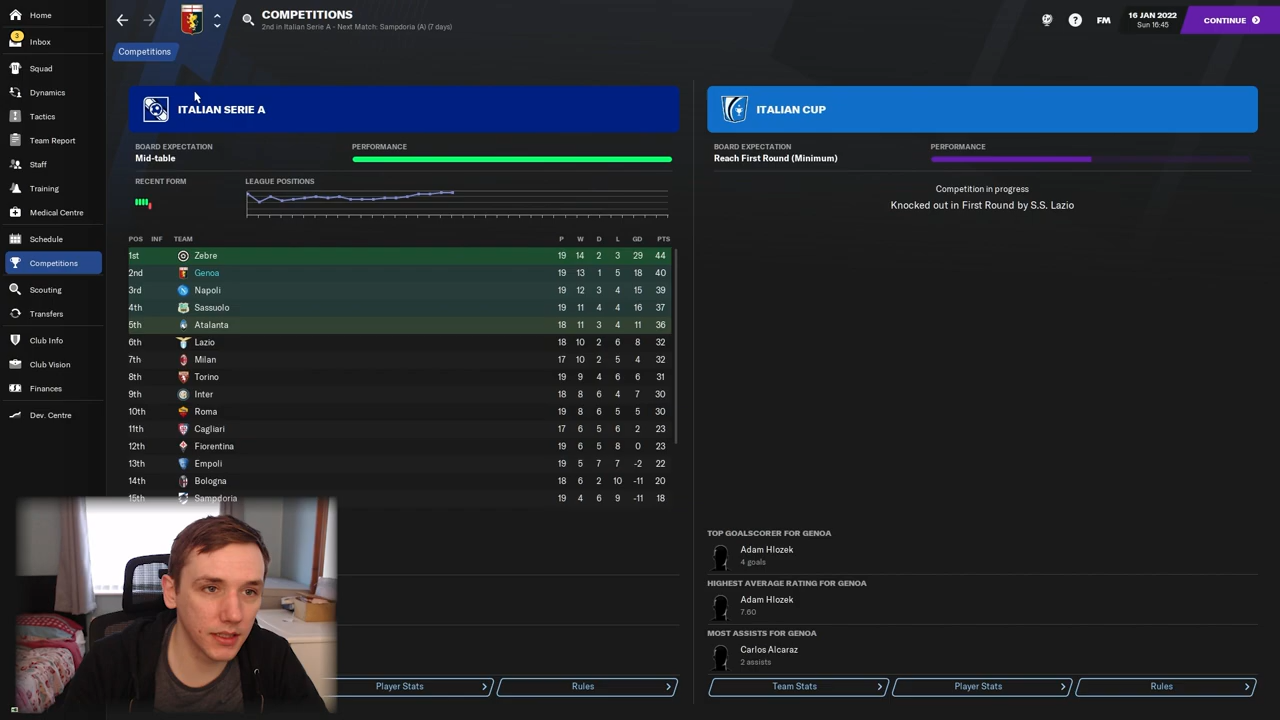 Home
3
Inbox
Squad
Dynamics
Tactics
Team Report
Staff
Training
Medical Centre
Schedule
Competitions
Scouting
Transfers
Club Info
Club Vision
Finances
Dev. Centre
COMPETITIONS
2nd in Italian Serie A - Next Match: Sampdoria (A) (7 days)
FM
16 JAN 2022
Sun 16:45
CONTINUE
Competitions
ITALIAN SERIE A
BOARD EXPECTATION PERFORMANCE
Mid-table
RECENT FORM LEAGUE POSITIONS
POS INF TEAM P W D L GD PTS
1st Zebre 19 14 2 3 29 44
2nd Genoa 19 13 1 5 18 40
3rd Napoli 19 12 3 4 15 39
4th Sassuolo 19 11 4 4 16 37
5th Atalanta 18 11 3 4 11 36
6th Lazio 18 10 2 6 8 32
7th Milan 17 10 2 5 4 32
8th Torino 19 9 4 6 6 31
9th Inter 18 8 6 4 7 30
10th Roma 19 8 6 5 5 30
11th Cagliari 17 6 5 6 2 23
12th Fiorentina 19 6 5 8 0 23
13th Empoli 19 5 7 7 -2 22
14th Bologna 18 6 2 10 -11 20
15th Sampdoria 19 4 6 9 -11 18
Player Stats
Rules
ITALIAN CUP
BOARD EXPECTATION PERFORMANCE
Reach First Round (Minimum)
Competition in progress
Knocked out in First Round by S.S. Lazio
TOP GOALSCORER FOR GENOA
Adam Hlozek
4 goals
HIGHEST AVERAGE RATING FOR GENOA
Adam Hlozek
7.60
MOST ASSISTS FOR GENOA
Carlos Alcaraz
2 assists
Team Stats
Player Stats
Rules